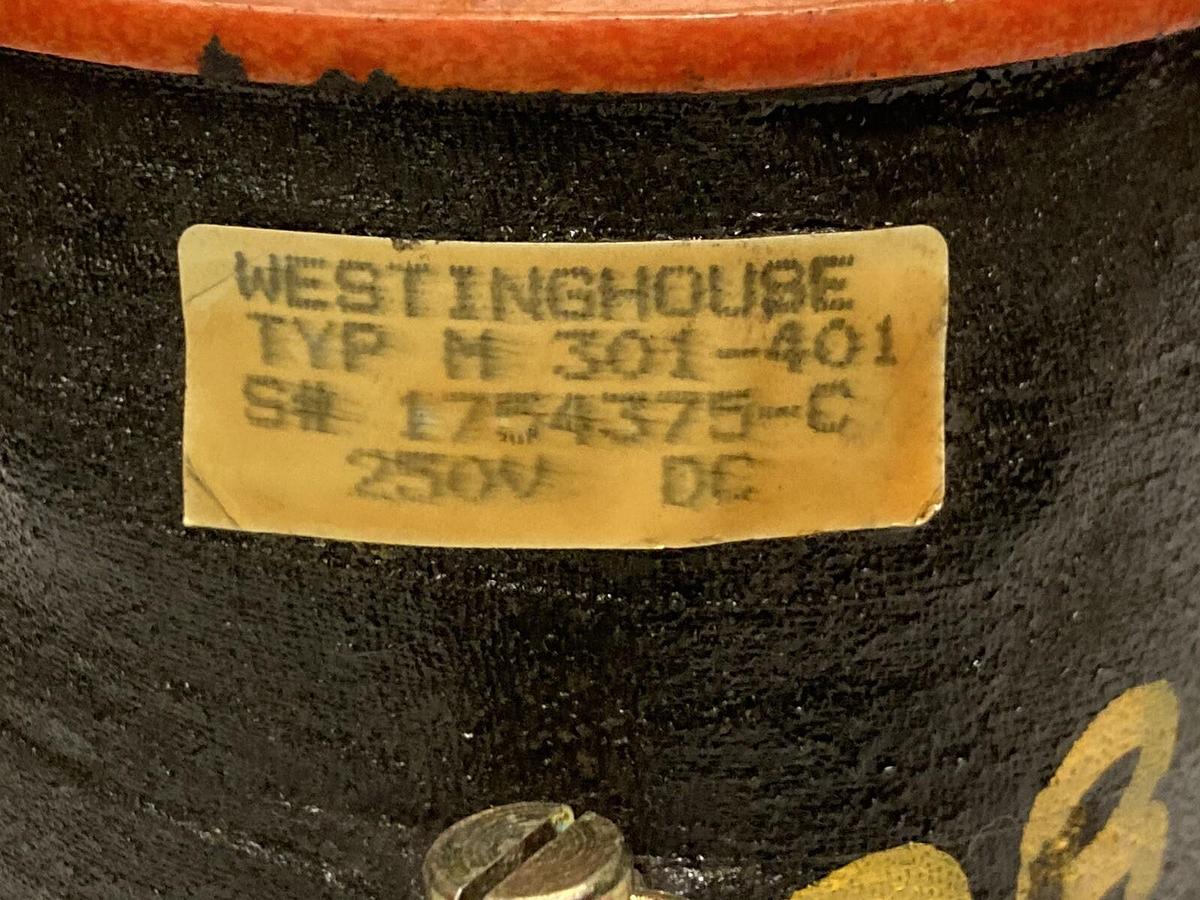 WESTINGHOUSE
TYP M 301-401
S# 1754375-C
250V DC